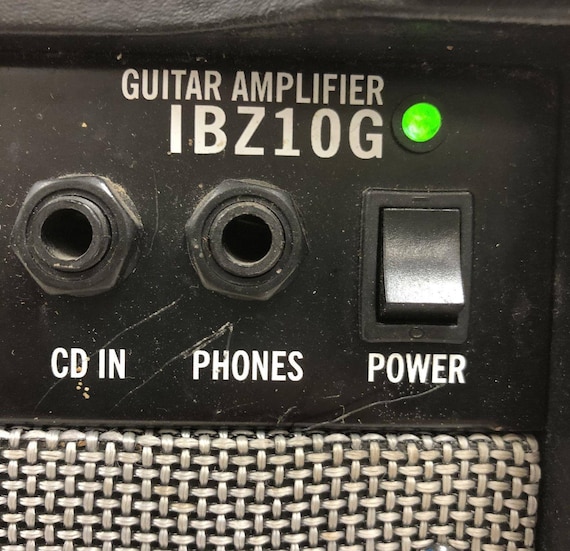 GUITAR AMPLIFIER
IBZ10G
CD IN
PHONES
POWER